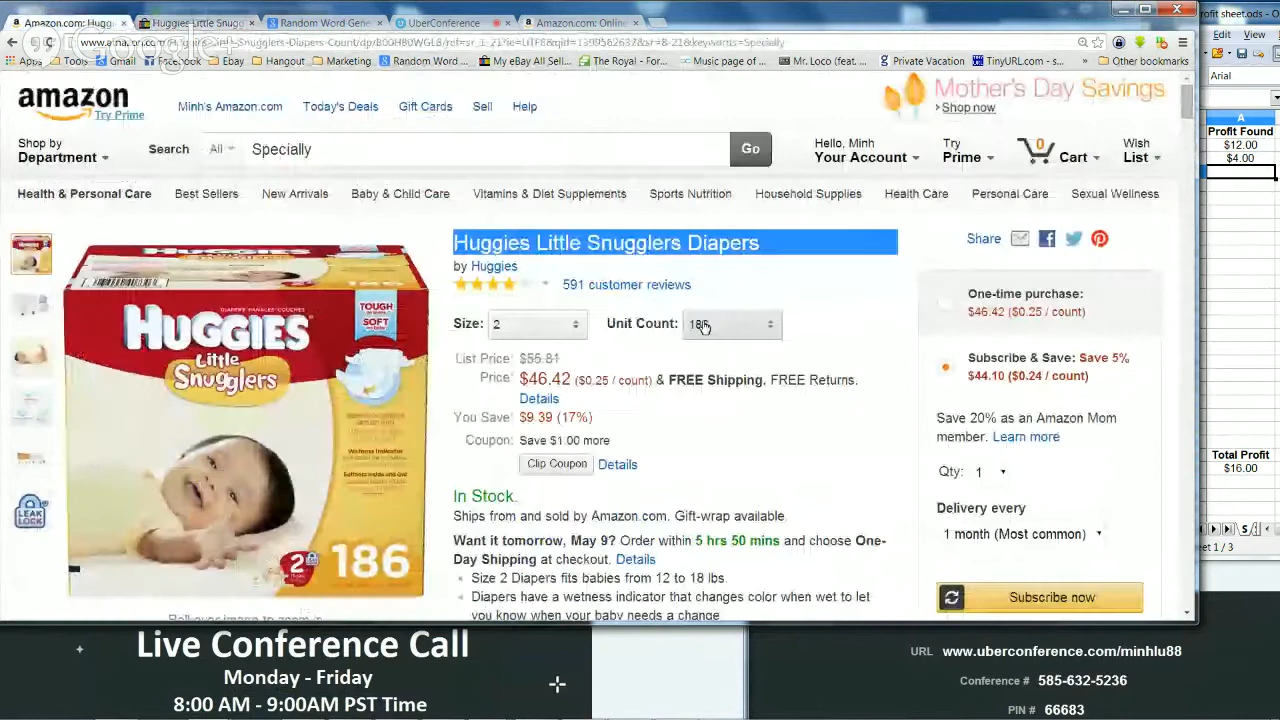 Amazon.com: Hugg
Huggies Little Snugg
Random Word Gene
UberConference
Amazon.com: Online
rofit sheet.ods - O
Google+
Edit View
Apps
Tools
Gmail
Facebook
Ebay
Hangout
Marketing
Random Word ...
My eBay All Sell...
The Royal - For...
Music page of ...
Mr. Loco (feat. ...
Private Vacation
TinyURL.com - s...
»
Other bookmarks
Arial
amazon
Try Prime
Minh's Amazon.com
Today's Deals
Gift Cards
Sell
Help
Mother's Day Savings
› Shop now
A
Profit Found
$12.00
$4.00
Shop by
Department
Search
All
Specially
Go
Hello, Minh
Your Account
Try
Prime
0
Cart
Wish
List
Health & Personal Care
Best Sellers
New Arrivals
Baby & Child Care
Vitamins & Diet Supplements
Sports Nutrition
Household Supplies
Health Care
Personal Care
Sexual Wellness
Huggies Little Snugglers Diapers
by Huggies
591 customer reviews
Size: 2
Unit Count:
List Price: $55.81
Price: $46.42 ($0.25 / count) & FREE Shipping. FREE Returns.
Details
You Save: $9.39 (17%)
Coupon: Save $1.00 more
Clip Coupon
Details
In Stock.
Ships from and sold by Amazon.com. Gift-wrap available.
Want it tomorrow, May 9? Order within 5 hrs 50 mins and choose One-
Day Shipping at checkout. Details
Size 2 Diapers fits babies from 12 to 18 lbs.
Diapers have a wetness indicator that changes color when wet to let
you know when your baby needs a change
HUGGIES
Little
Snugglers
TOUGH
SOFT
LEAK
LOCK
2
186
Share
One-time purchase:
$46.42 ($0.25 / count)
Subscribe & Save: Save 5%
$44.10 ($0.24 / count)
Save 20% as an Amazon Mom
member. Learn more
Qty: 1
Delivery every
1 month (Most common)
Subscribe now
Total Profit
$16.00
et 1 / 3
Live Conference Call
Monday - Friday
8:00 AM - 9:00AM PST Time
URL www.uberconference.com/minhlu88
Conference # 585-632-5236
PIN # 66683